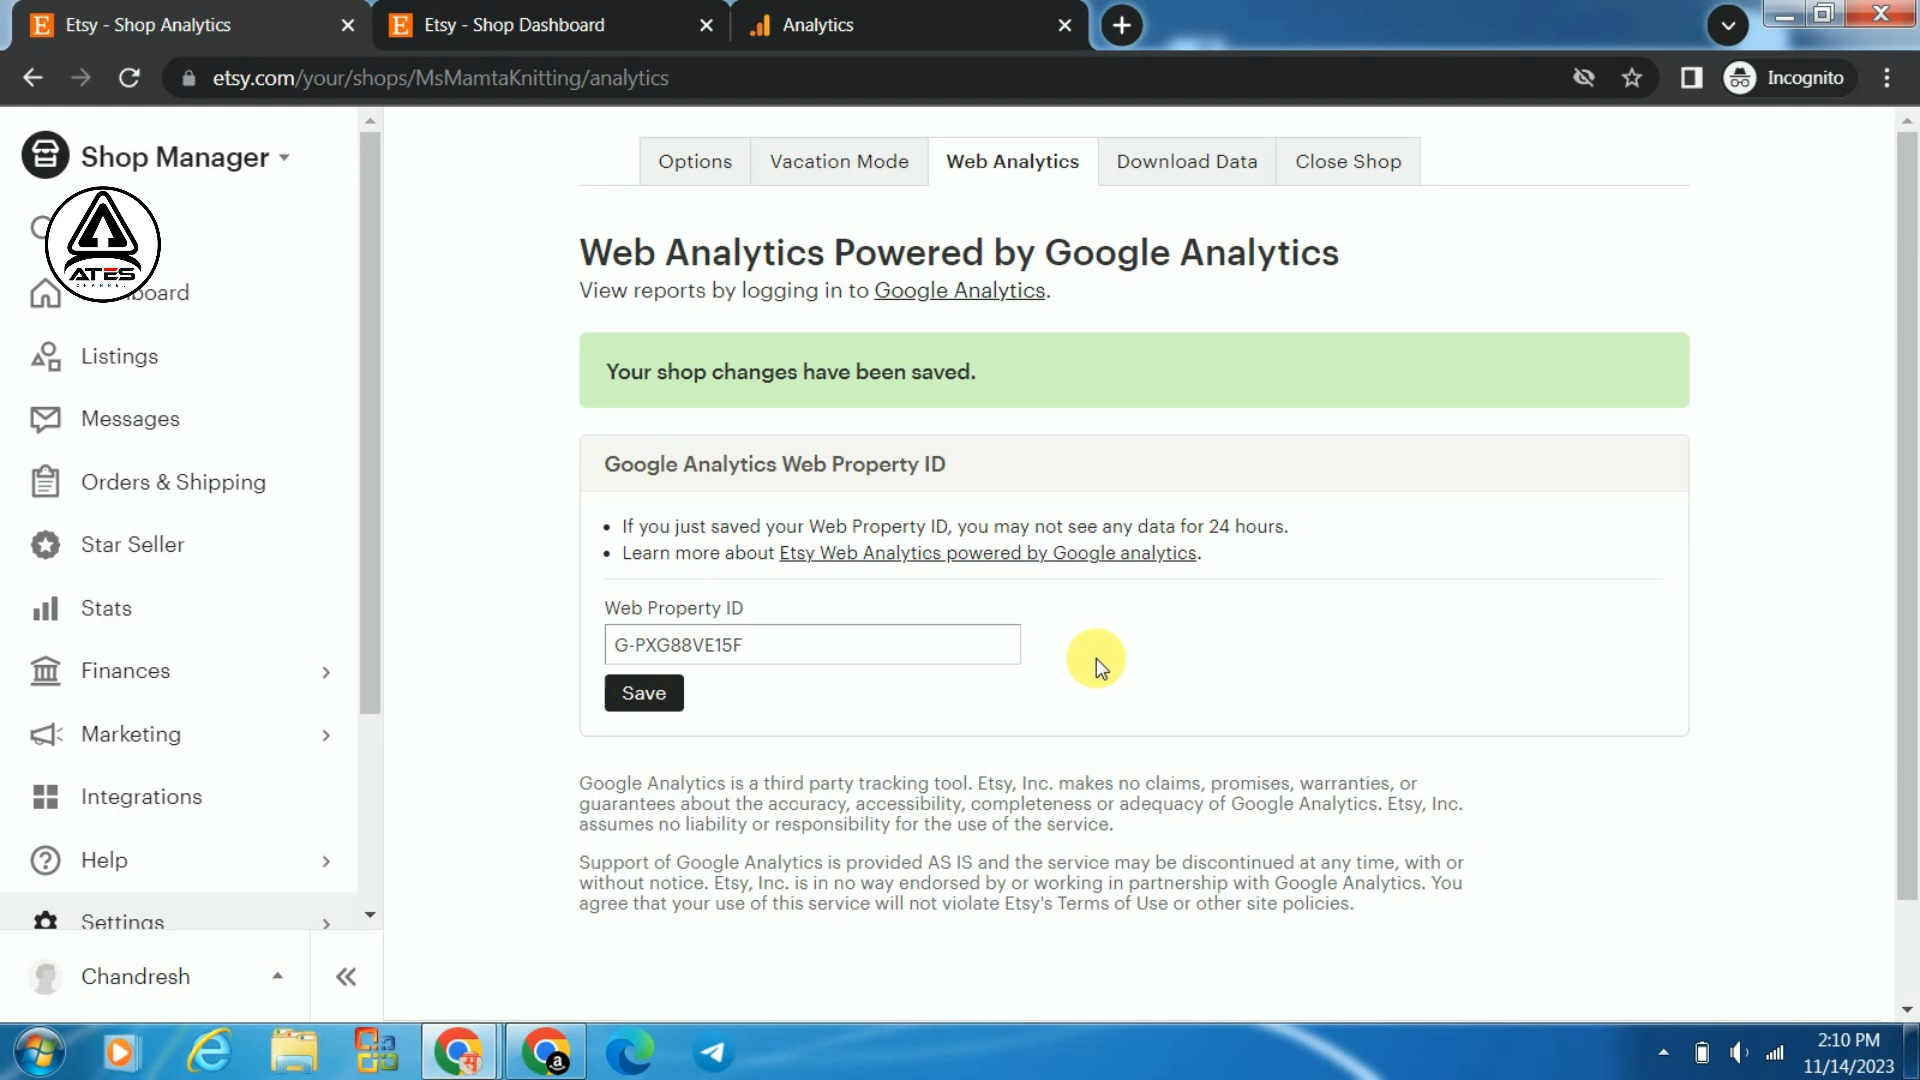 Etsy - Shop Analytics
Etsy - Shop Dashboard
Analytics
etsy.com/your/shops/MsMamtaKnitting/analytics
Incognito
Shop Manager
ATES
CHANNEL
board
Listings
Messages
Orders & Shipping
Star Seller
Stats
Finances
Marketing
Integrations
Help
Settings
Chandresh
Options
Vacation Mode
Web Analytics
Download Data
Close Shop
Web Analytics Powered by Google Analytics
View reports by logging in to Google Analytics.
Your shop changes have been saved.
Google Analytics Web Property ID
• If you just saved your Web Property ID, you may not see any data for 24 hours.
• Learn more about Etsy Web Analytics powered by Google analytics.
Web Property ID
G-PXG88VE15F
Save
Google Analytics is a third party tracking tool. Etsy, Inc. makes no claims, promises, warranties, or
guarantees about the accuracy, accessibility, completeness or adequacy of Google Analytics. Etsy, Inc.
assumes no liability or responsibility for the use of the service.
Support of Google Analytics is provided AS IS and the service may be discontinued at any time, with or
without notice. Etsy, Inc. is in no way endorsed by or working in partnership with Google Analytics. You
agree that your use of this service will not violate Etsy's Terms of Use or other site policies.
2:10 PM
11/14/2023